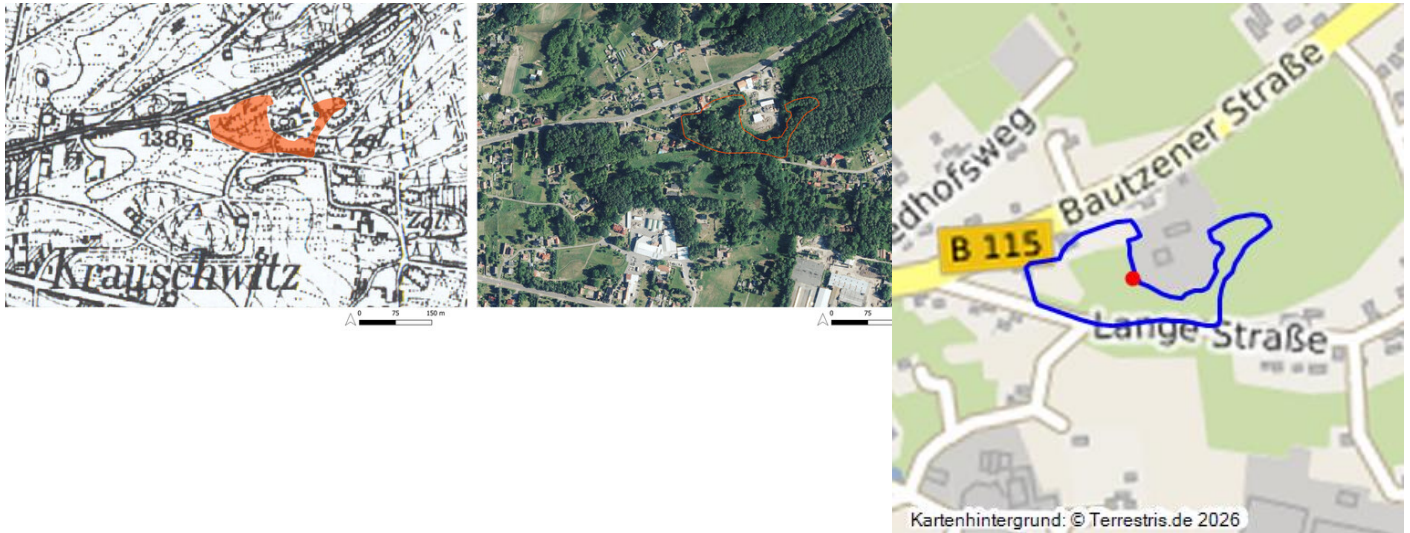 138,6
Zgl
Zgl.
Krauschwitz
0 75 150 m
0 75
edhofsweg
Bautzener Straße
B 115
Lange Straße
Kartenhintergrund: © Terrestris.de 2026